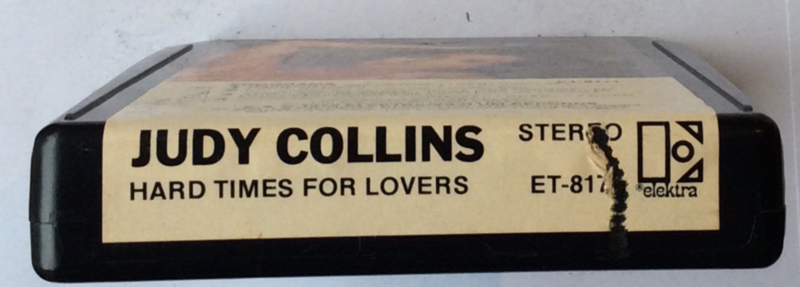 JUDY COLLINS
HARD TIMES FOR LOVERS
STEREO
ET-817
elektra